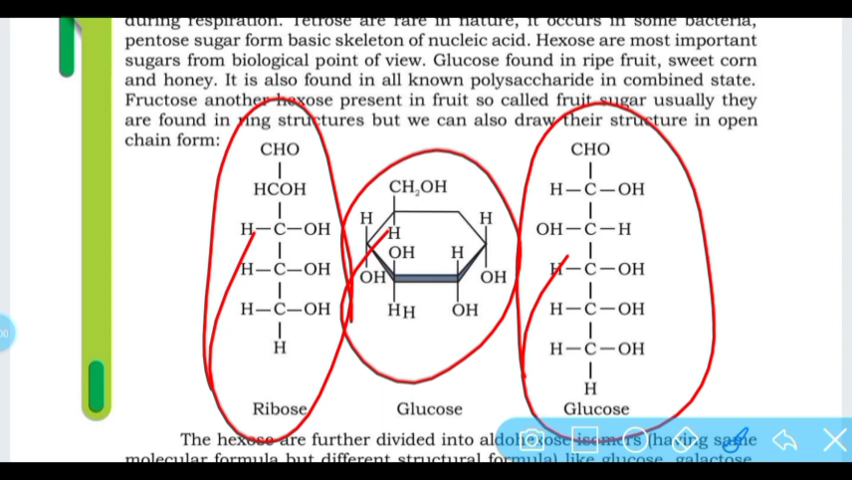 during respiration. Tetrose are rare in nature, it occurs in some bacteria,
pentose sugar form basic skeleton of nucleic acid. Hexose are most important
sugars from biological point of view. Glucose found in ripe fruit, sweet corn
and honey. It is also found in all known polysaccharide in combined state.
Fructose another hexose present in fruit so called fruit sugar usually they
are found in ring structures but we can also draw their structure in open
chain form:
CHO
HCOH
H—C—OH
H—C—OH
H—C—OH
H
Ribose
CH₂OH
H H
H
OH H
OH OH
HH OH
Glucose
CHO
H—C—OH
OH—C—H
H—C—OH
H—C—OH
H—C—OH
H
Glucose
The hexose are further divided into aldohexose isomers (having same
molecular formula but different structural formula) like glucose, galactose,